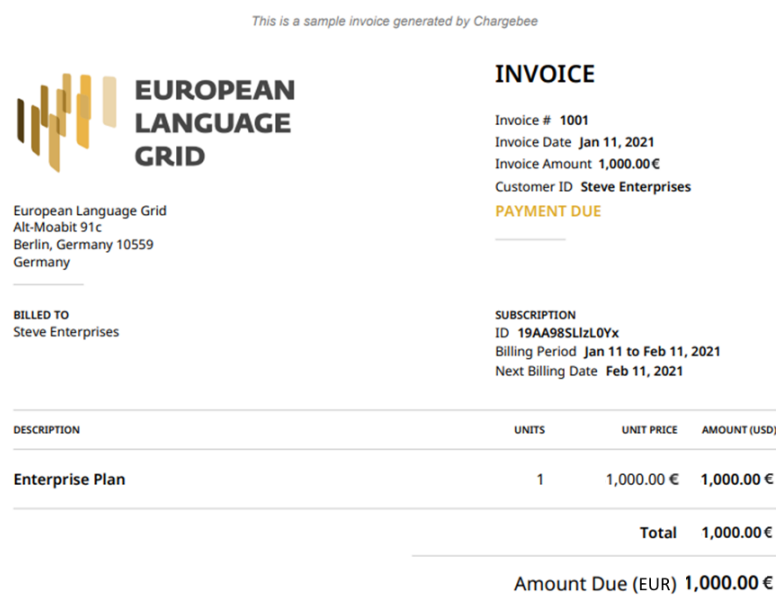 This is a sample invoice generated by Chargebee
EUROPEAN
LANGUAGE
GRID
INVOICE
Invoice # 1001
Invoice Date Jan 11, 2021
Invoice Amount 1,000.00€
Customer ID Steve Enterprises
PAYMENT DUE
European Language Grid
Alt-Moabit 91c
Berlin, Germany 10559
Germany
BILLED TO
Steve Enterprises
SUBSCRIPTION
ID 19AA98SLlzL0Yx
Billing Period Jan 11 to Feb 11, 2021
Next Billing Date Feb 11, 2021
DESCRIPTION UNITS UNIT PRICE AMOUNT (USD)
Enterprise Plan 1 1,000.00 € 1,000.00 €
Total 1,000.00 €
Amount Due (EUR) 1,000.00 €